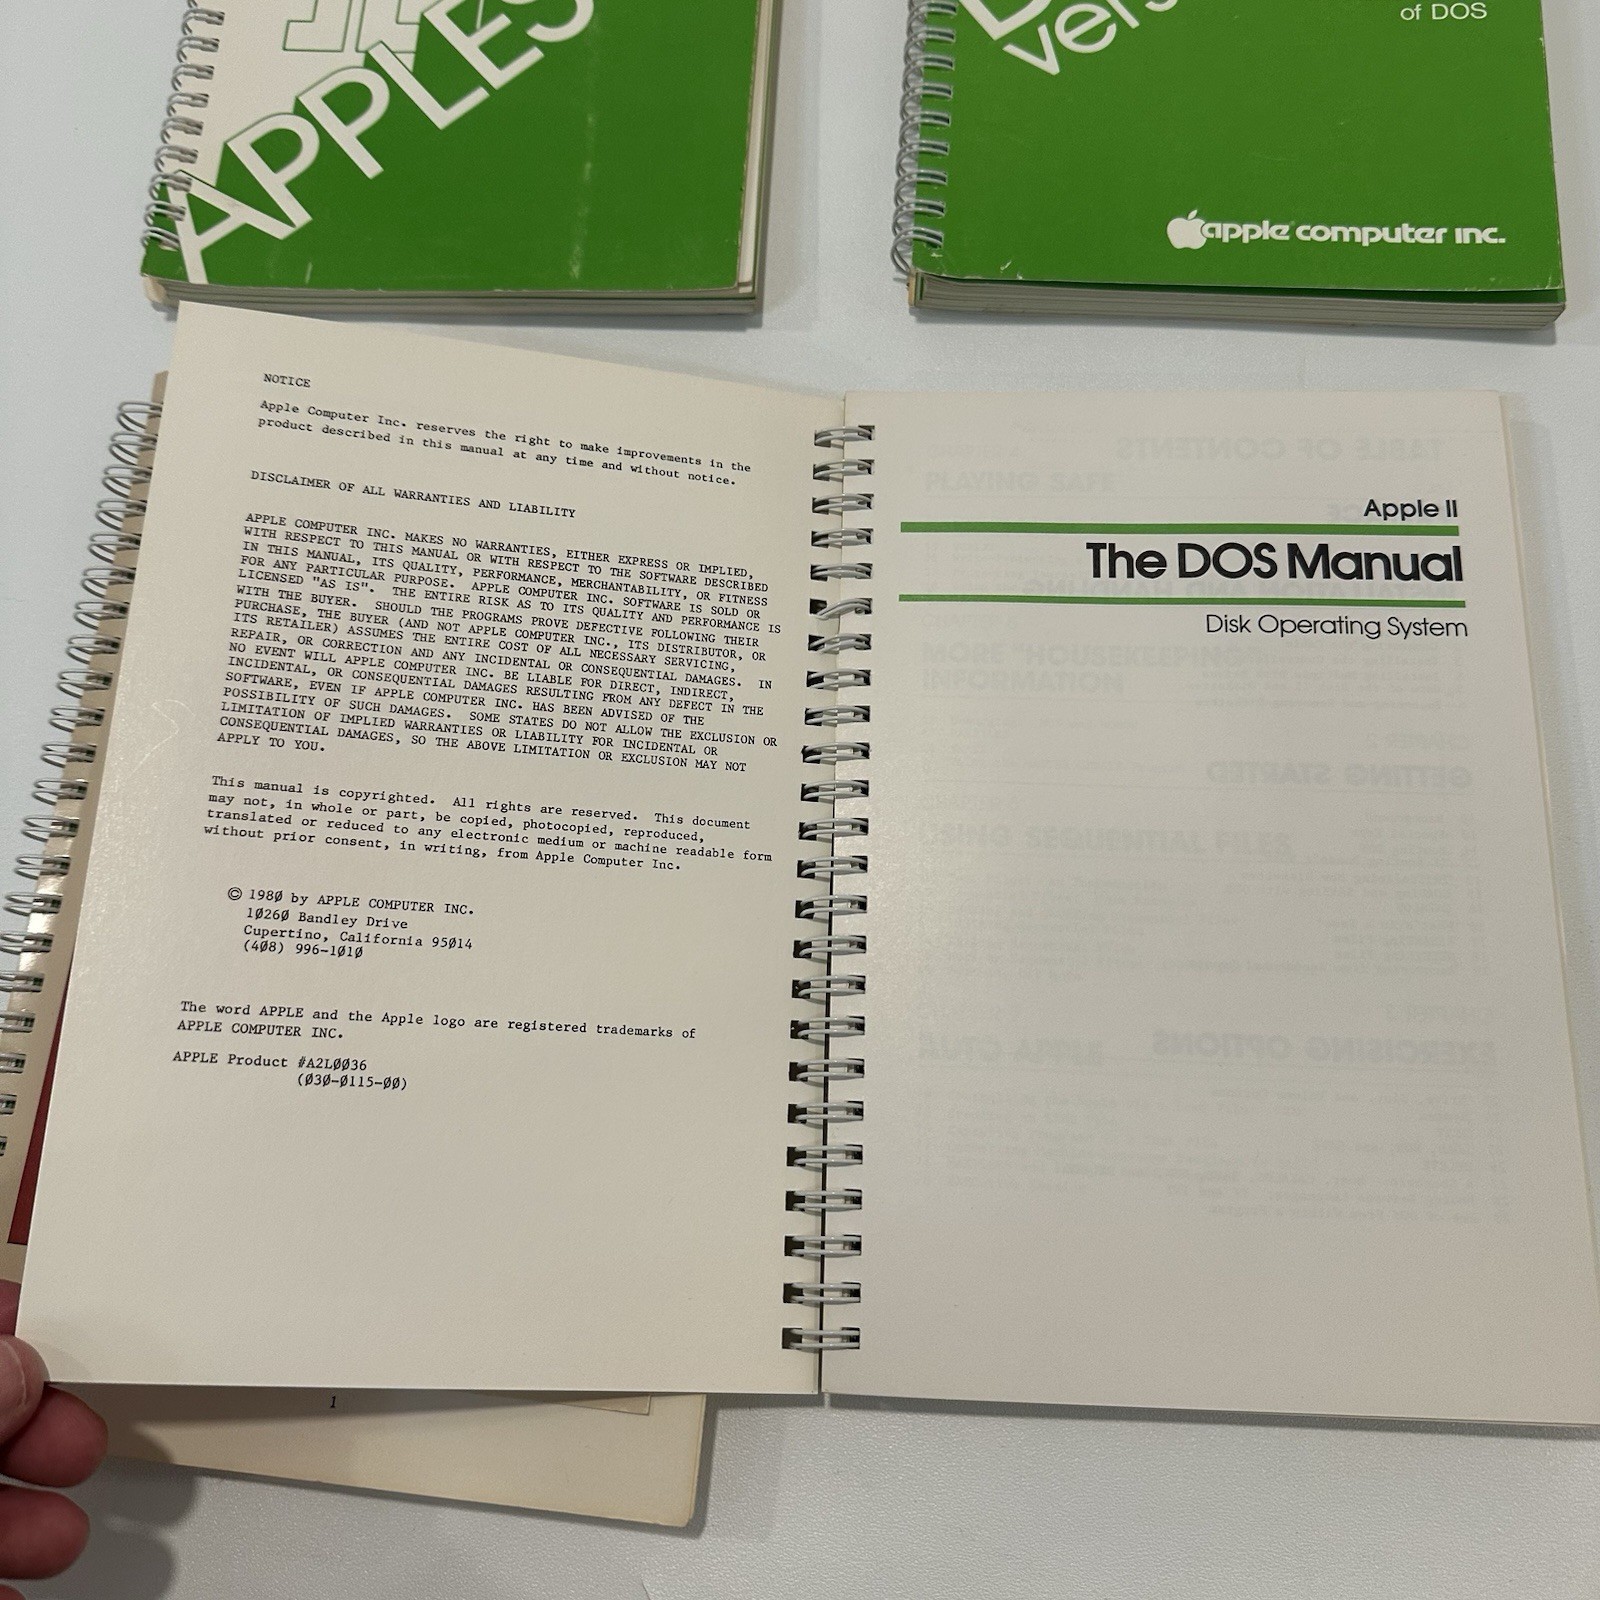 APPLES
of DOS
vers
apple computer inc.
NOTICE
Apple Computer Inc. reserves the right to make improvements in the
product described in this manual at any time and without notice.
DISCLAIMER OF ALL WARRANTIES AND LIABILITY
APPLE COMPUTER INC. MAKES NO WARRANTIES, EITHER EXPRESS OR IMPLIED,
WITH RESPECT TO THIS MANUAL OR WITH RESPECT TO THE SOFTWARE DESCRIBED
IN THIS MANUAL, ITS QUALITY, PERFORMANCE, MERCHANTABILITY, OR FITNESS
FOR ANY PARTICULAR PURPOSE. APPLE COMPUTER INC. SOFTWARE IS SOLD OR
LICENSED "AS IS". THE ENTIRE RISK AS TO ITS QUALITY AND PERFORMANCE IS
WITH THE BUYER. SHOULD THE PROGRAMS PROVE DEFECTIVE FOLLOWING THEIR
PURCHASE, THE BUYER (AND NOT APPLE COMPUTER INC., ITS DISTRIBUTOR, OR
ITS RETAILER) ASSUMES THE ENTIRE COST OF ALL NECESSARY SERVICING,
REPAIR, OR CORRECTION AND ANY INCIDENTAL OR CONSEQUENTIAL DAMAGES. IN
NO EVENT WILL APPLE COMPUTER INC. BE LIABLE FOR DIRECT, INDIRECT,
INCIDENTAL, OR CONSEQUENTIAL DAMAGES RESULTING FROM ANY DEFECT IN THE
SOFTWARE, EVEN IF APPLE COMPUTER INC. HAS BEEN ADVISED OF THE
POSSIBILITY OF SUCH DAMAGES. SOME STATES DO NOT ALLOW THE EXCLUSION OR
LIMITATION OF IMPLIED WARRANTIES OR LIABILITY FOR INCIDENTAL OR
CONSEQUENTIAL DAMAGES, SO THE ABOVE LIMITATION OR EXCLUSION MAY NOT
APPLY TO YOU.
This manual is copyrighted. All rights are reserved. This document
may not, in whole or part, be copied, photocopied, reproduced,
translated or reduced to any electronic medium or machine readable form
without prior consent, in writing, from Apple Computer Inc.
© 1980 by APPLE COMPUTER INC.
10260 Bandley Drive
Cupertino, California 95014
(408) 996-1010
The word APPLE and the Apple logo are registered trademarks of
APPLE COMPUTER INC.
APPLE Product #A2L0036
(030-0115-00)
1
Apple II
The DOS Manual
Disk Operating System